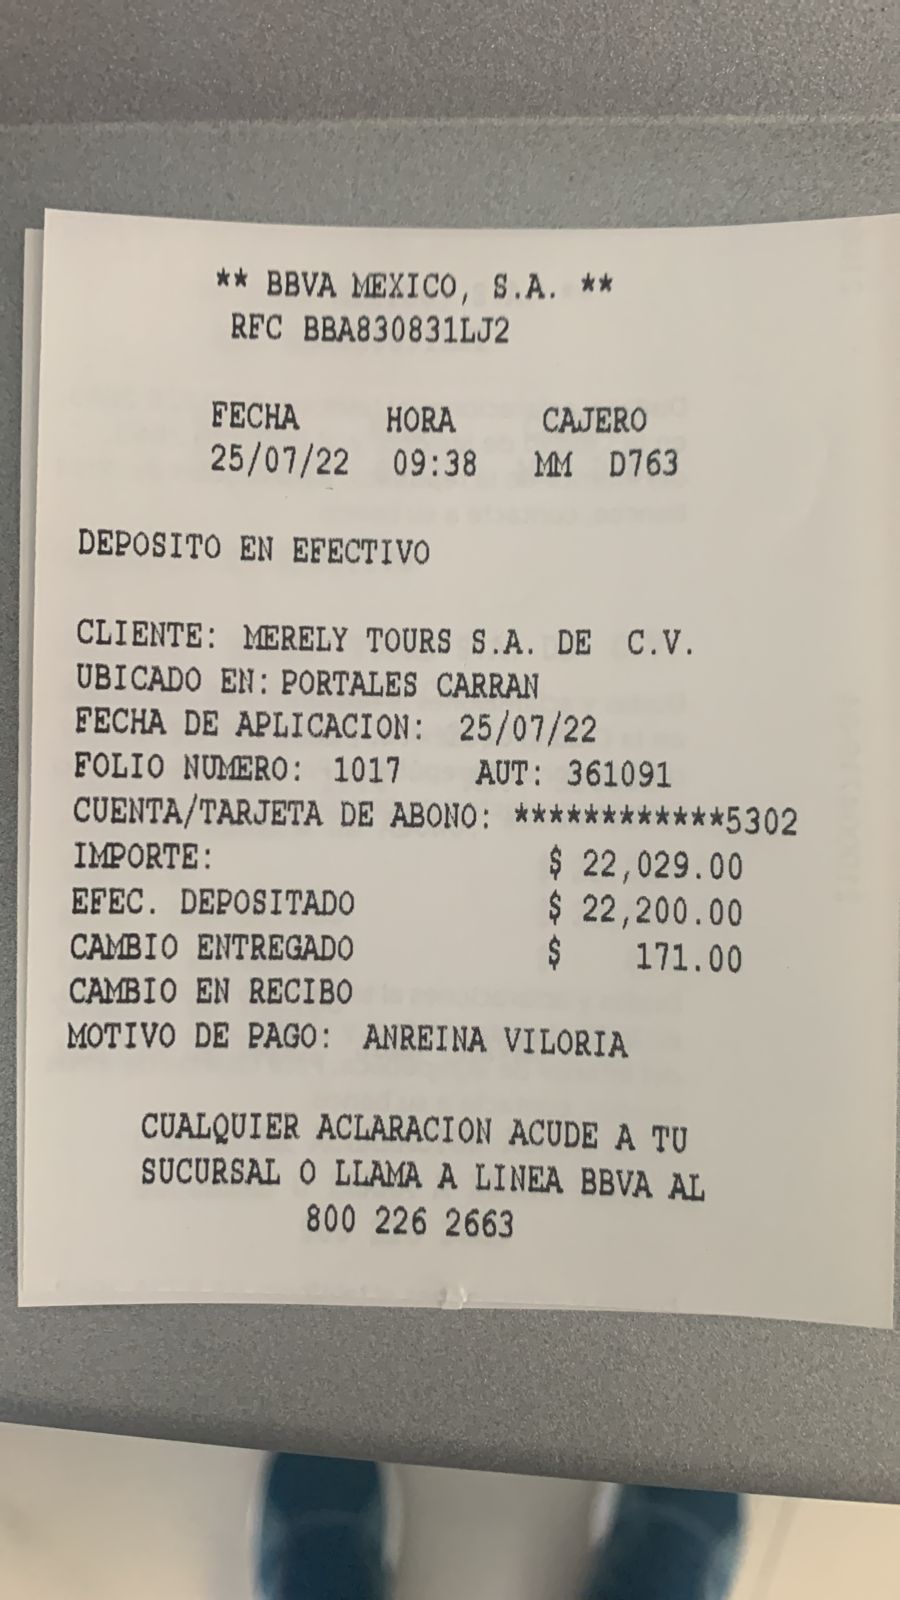 ** BBVA MEXICO, S.A. **
RFC BBA830831LJ2
FECHA HORA CAJERO
25/07/22 09:38 MM D763
DEPOSITO EN EFECTIVO
CLIENTE: MERELY TOURS S.A. DE C.V.
UBICADO EN: PORTALES CARRAN
FECHA DE APLICACION: 25/07/22
FOLIO NUMERO: 1017 AUT: 361091
CUENTA/TARJETA DE ABONO: ************5302
IMPORTE: $ 22,029.00
EFEC. DEPOSITADO $ 22,200.00
CAMBIO ENTREGADO $ 171.00
CAMBIO EN RECIBO
MOTIVO DE PAGO: ANREINA VILORIA
CUALQUIER ACLARACION ACUDE A TU
SUCURSAL O LLAMA A LINEA BBVA AL
800 226 2663